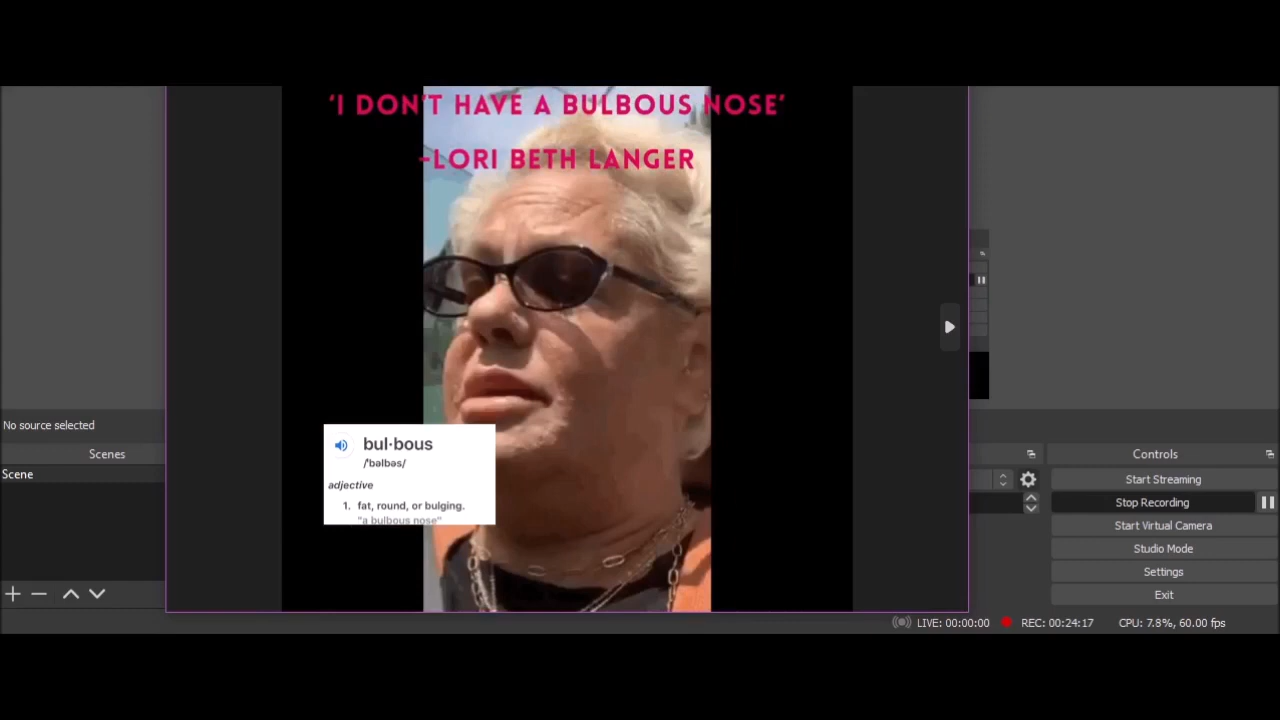 'I DON'T HAVE A BULBOUS NOSE'
-LORI BETH LANGER
bul·bous
/ˈbəlbəs/
adjective
1. fat, round, or bulging.
"a bulbous nose"
No source selected
Scenes
Scene
Controls
Start Streaming
Stop Recording
Start Virtual Camera
Studio Mode
Settings
Exit
LIVE: 00:00:00
REC: 00:24:17
CPU: 7.8%, 60.00 fps